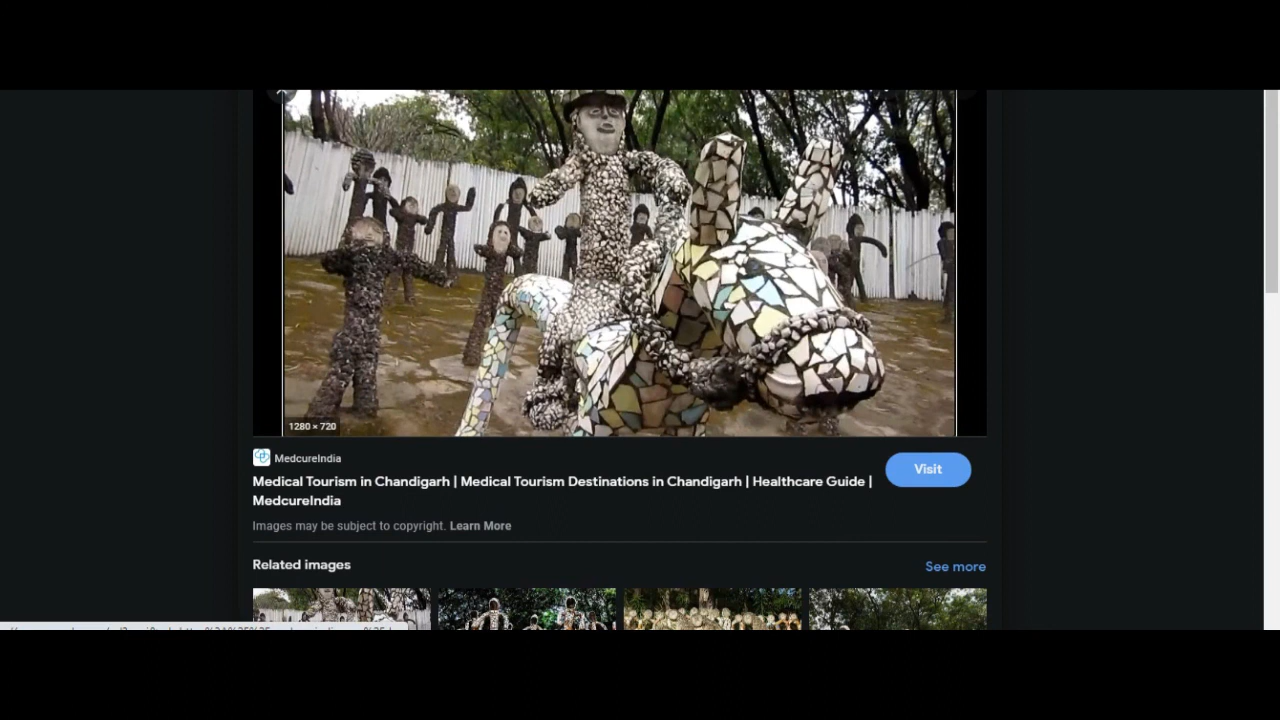 1280 × 720
MedcureIndia
Visit
Medical Tourism in Chandigarh | Medical Tourism Destinations in Chandigarh | Healthcare Guide |
MedcureIndia
Images may be subject to copyright. Learn More
Related images
See more